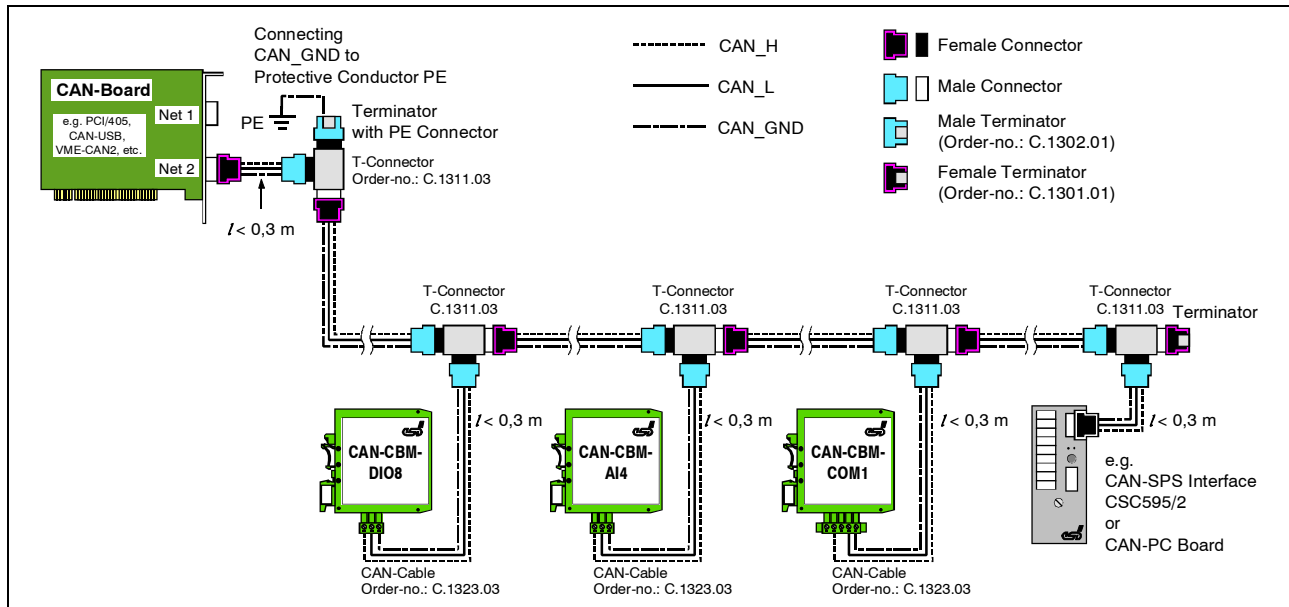 Connecting
CAN_GND to
Protective Conductor PE
CAN-Board
e.g. PCI/405,
CAN-USB,
VME-CAN2, etc.
Net 1
Net 2
PE
Terminator
with PE Connector
T-Connector
Order-no.: C.1311.03
l < 0,3 m
CAN_H
CAN_L
CAN_GND
Female Connector
Male Connector
Male Terminator
(Order-no.: C.1302.01)
Female Terminator
(Order-no.: C.1301.01)
T-Connector
C.1311.03
T-Connector
C.1311.03
T-Connector
C.1311.03
T-Connector
C.1311.03
Terminator
l < 0,3 m
l < 0,3 m
l < 0,3 m
l < 0,3 m
esd
CAN-CBM-
DIO8
esd
CAN-CBM-
AI4
esd
CAN-CBM-
COM1
e.g.
CAN-SPS Interface
CSC595/2
or
CAN-PC Board
esd
CAN-Cable
Order-no.: C.1323.03
CAN-Cable
Order-no.: C.1323.03
CAN-Cable
Order-no.: C.1323.03